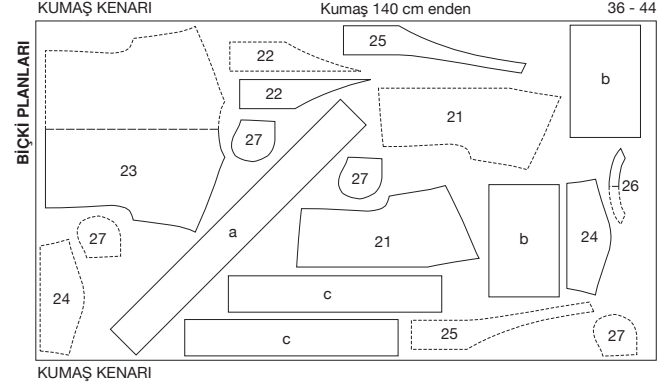 KUMAŞ KENARI
Kumaş 140 cm enden
36 - 44
BİÇKİ PLANLARI
22
25
b
22
21
27
23
27
26
a
21
b
24
27
24
c
c
25
27
KUMAŞ KENARI